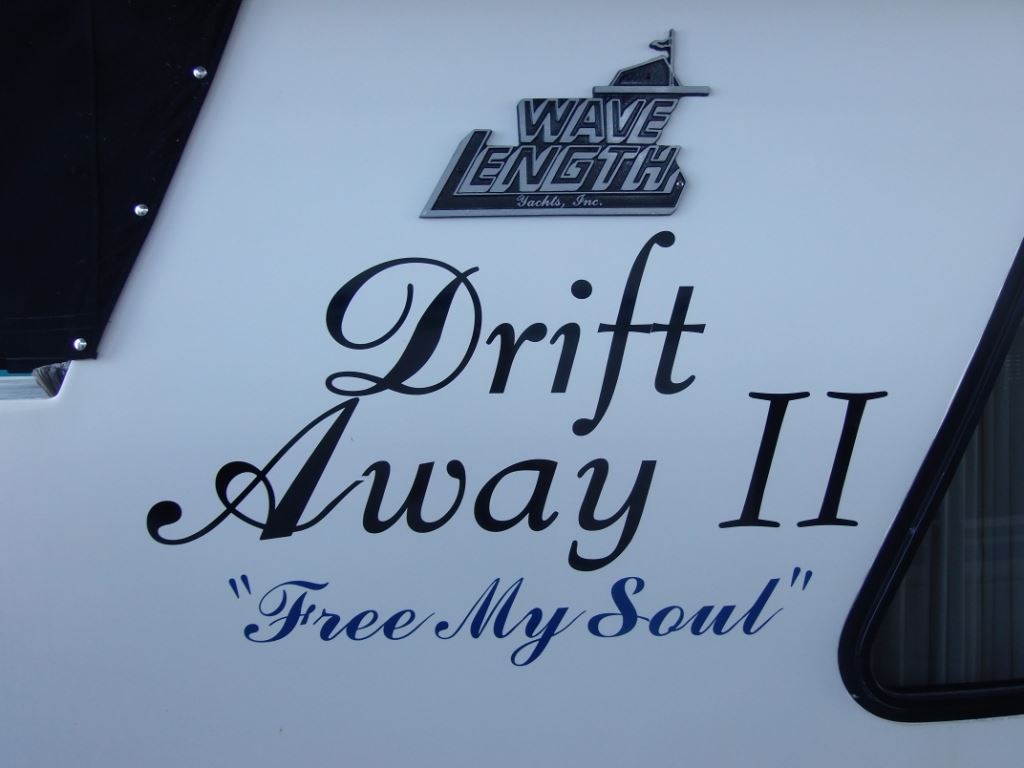 WAVE
LENGTH
Yachts, Inc.
Drift
Away II
"Free My Soul"